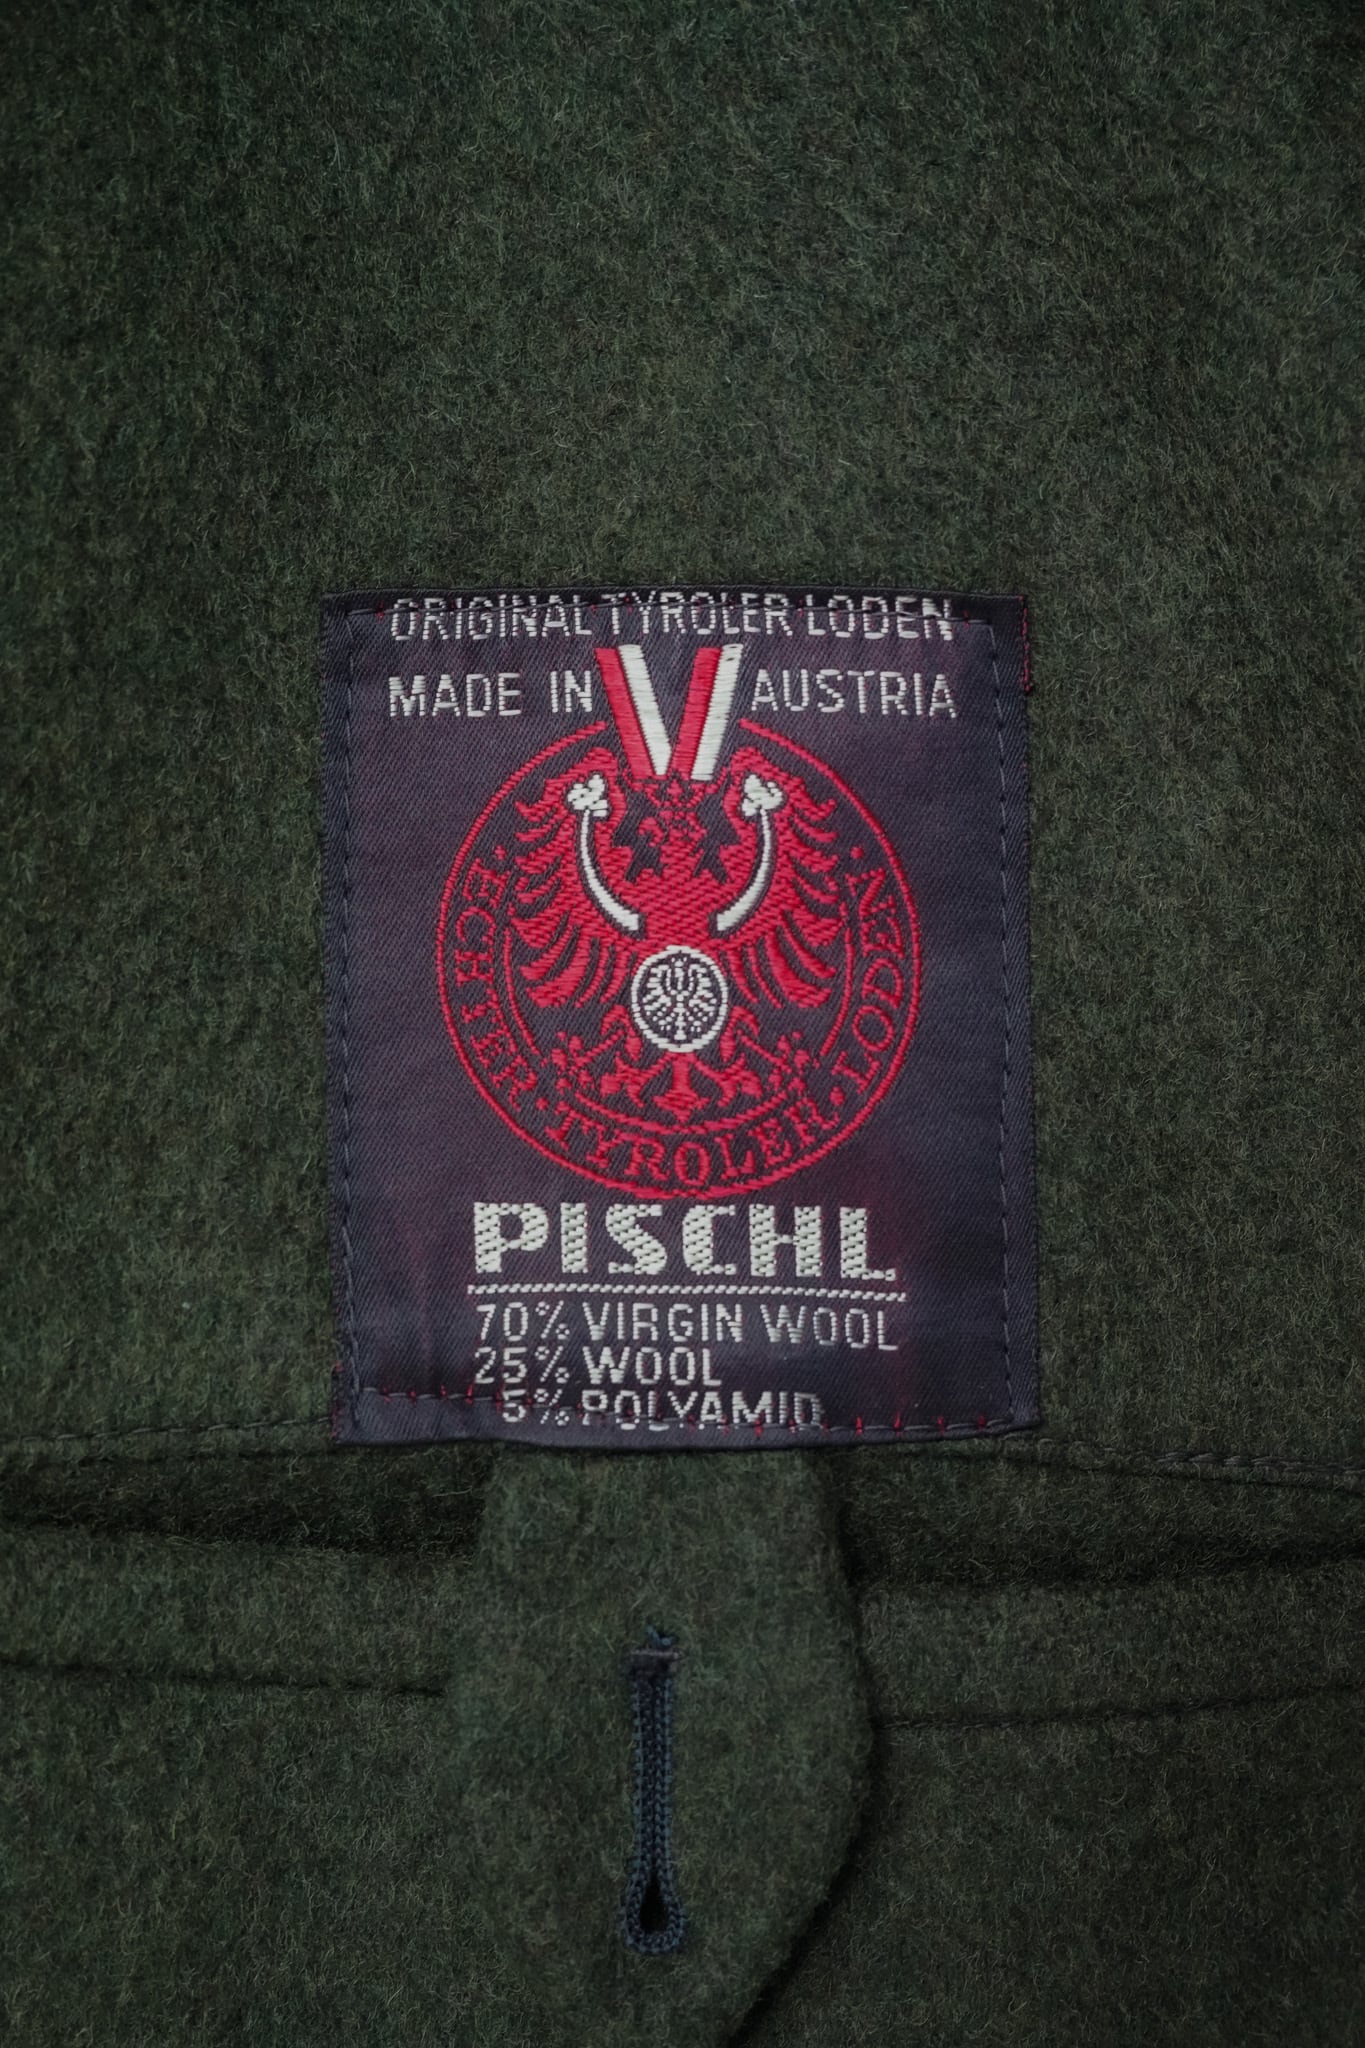 ORIGINAL TYROLER LODEN
MADE IN AUSTRIA
ECHTER · TYROLER · LODEN
PISCHL
70% VIRGIN WOOL
25% WOOL
5% POLYAMID